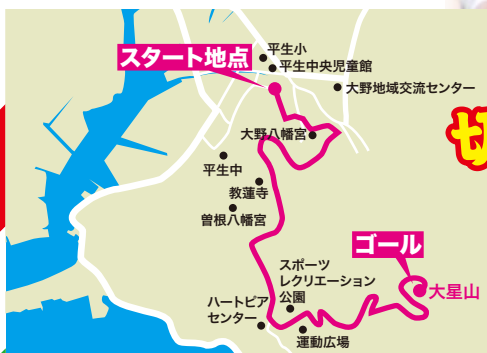 平生小
スタート地点
平生中央児童館
大野地域交流センター
大野八幡宮
平生中
教蓮寺
曽根八幡宮
ゴール
スポーツ
レクリエーション
公園
大星山
ハートピア
センター
運動広場
切